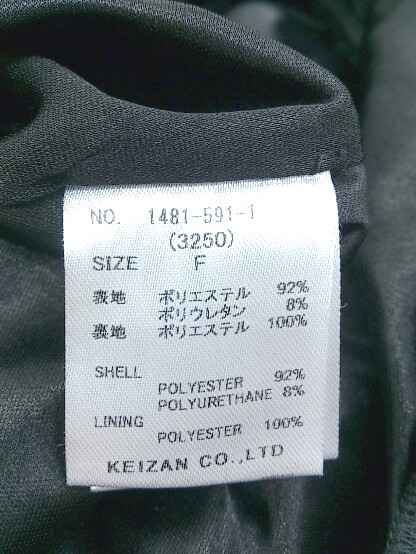 NO. 1481-591-1
(3250)
SIZE F
表地 ポリエステル 92%
ポリウレタン 8%
裏地 ポリエステル 100%
SHELL
POLYESTER 92%
POLYURETHANE 8%
LINING
POLYESTER 100%
KEIZAN CO.,LTD